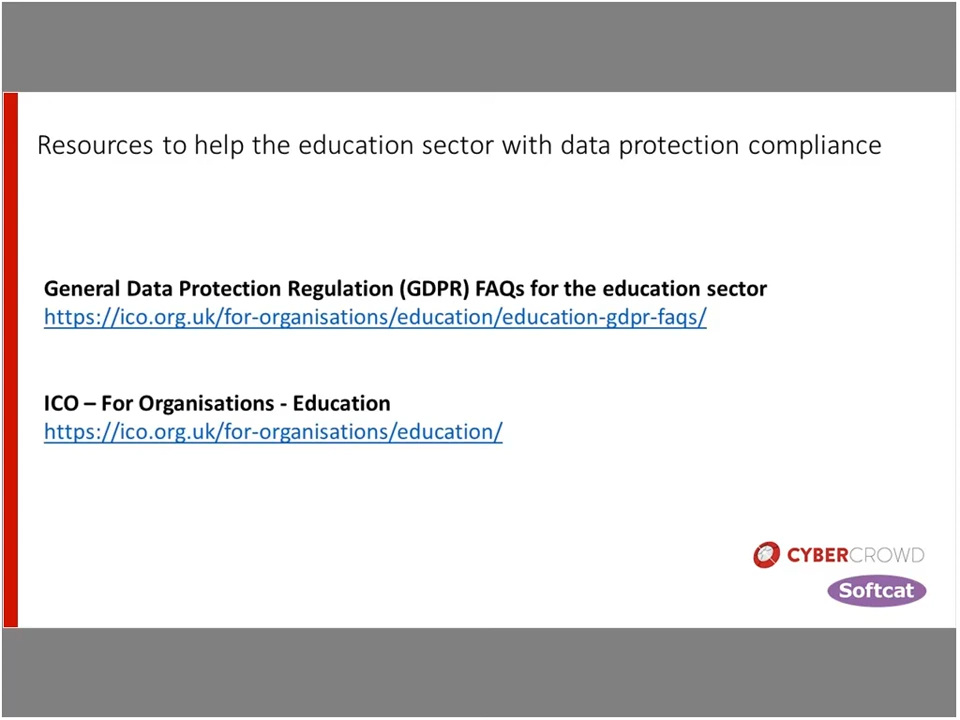 Resources to help the education sector with data protection compliance
General Data Protection Regulation (GDPR) FAQs for the education sector
https://ico.org.uk/for-organisations/education/education-gdpr-faqs/
ICO – For Organisations - Education
https://ico.org.uk/for-organisations/education/
CYBERCROWD
Softcat